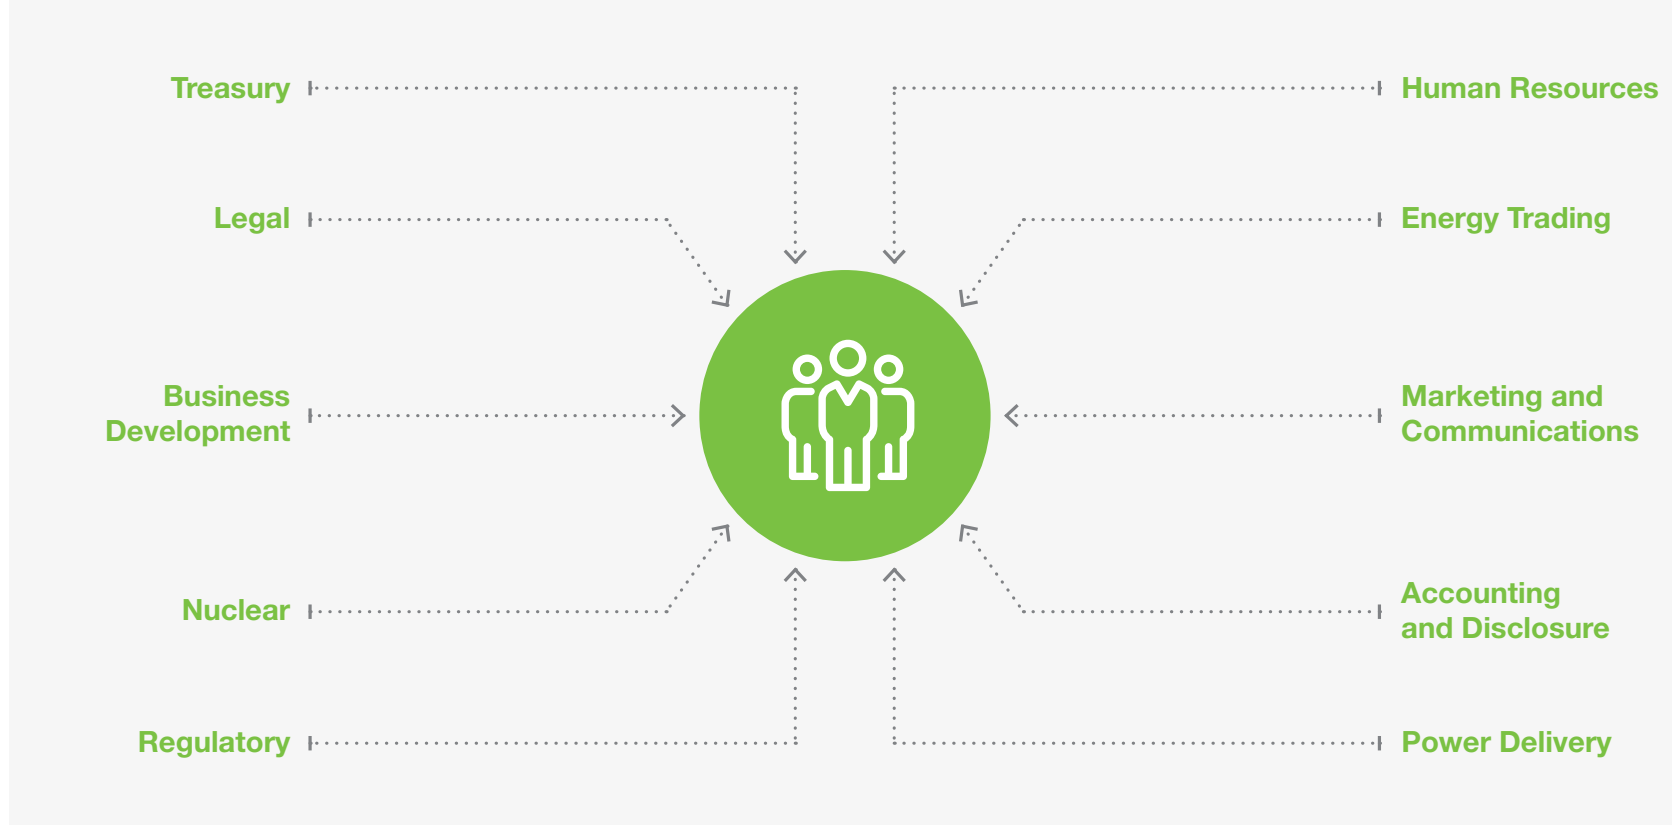 Treasury
Legal
Business
Development
Nuclear
Regulatory
Human Resources
Energy Trading
Marketing and
Communications
Accounting
and Disclosure
Power Delivery